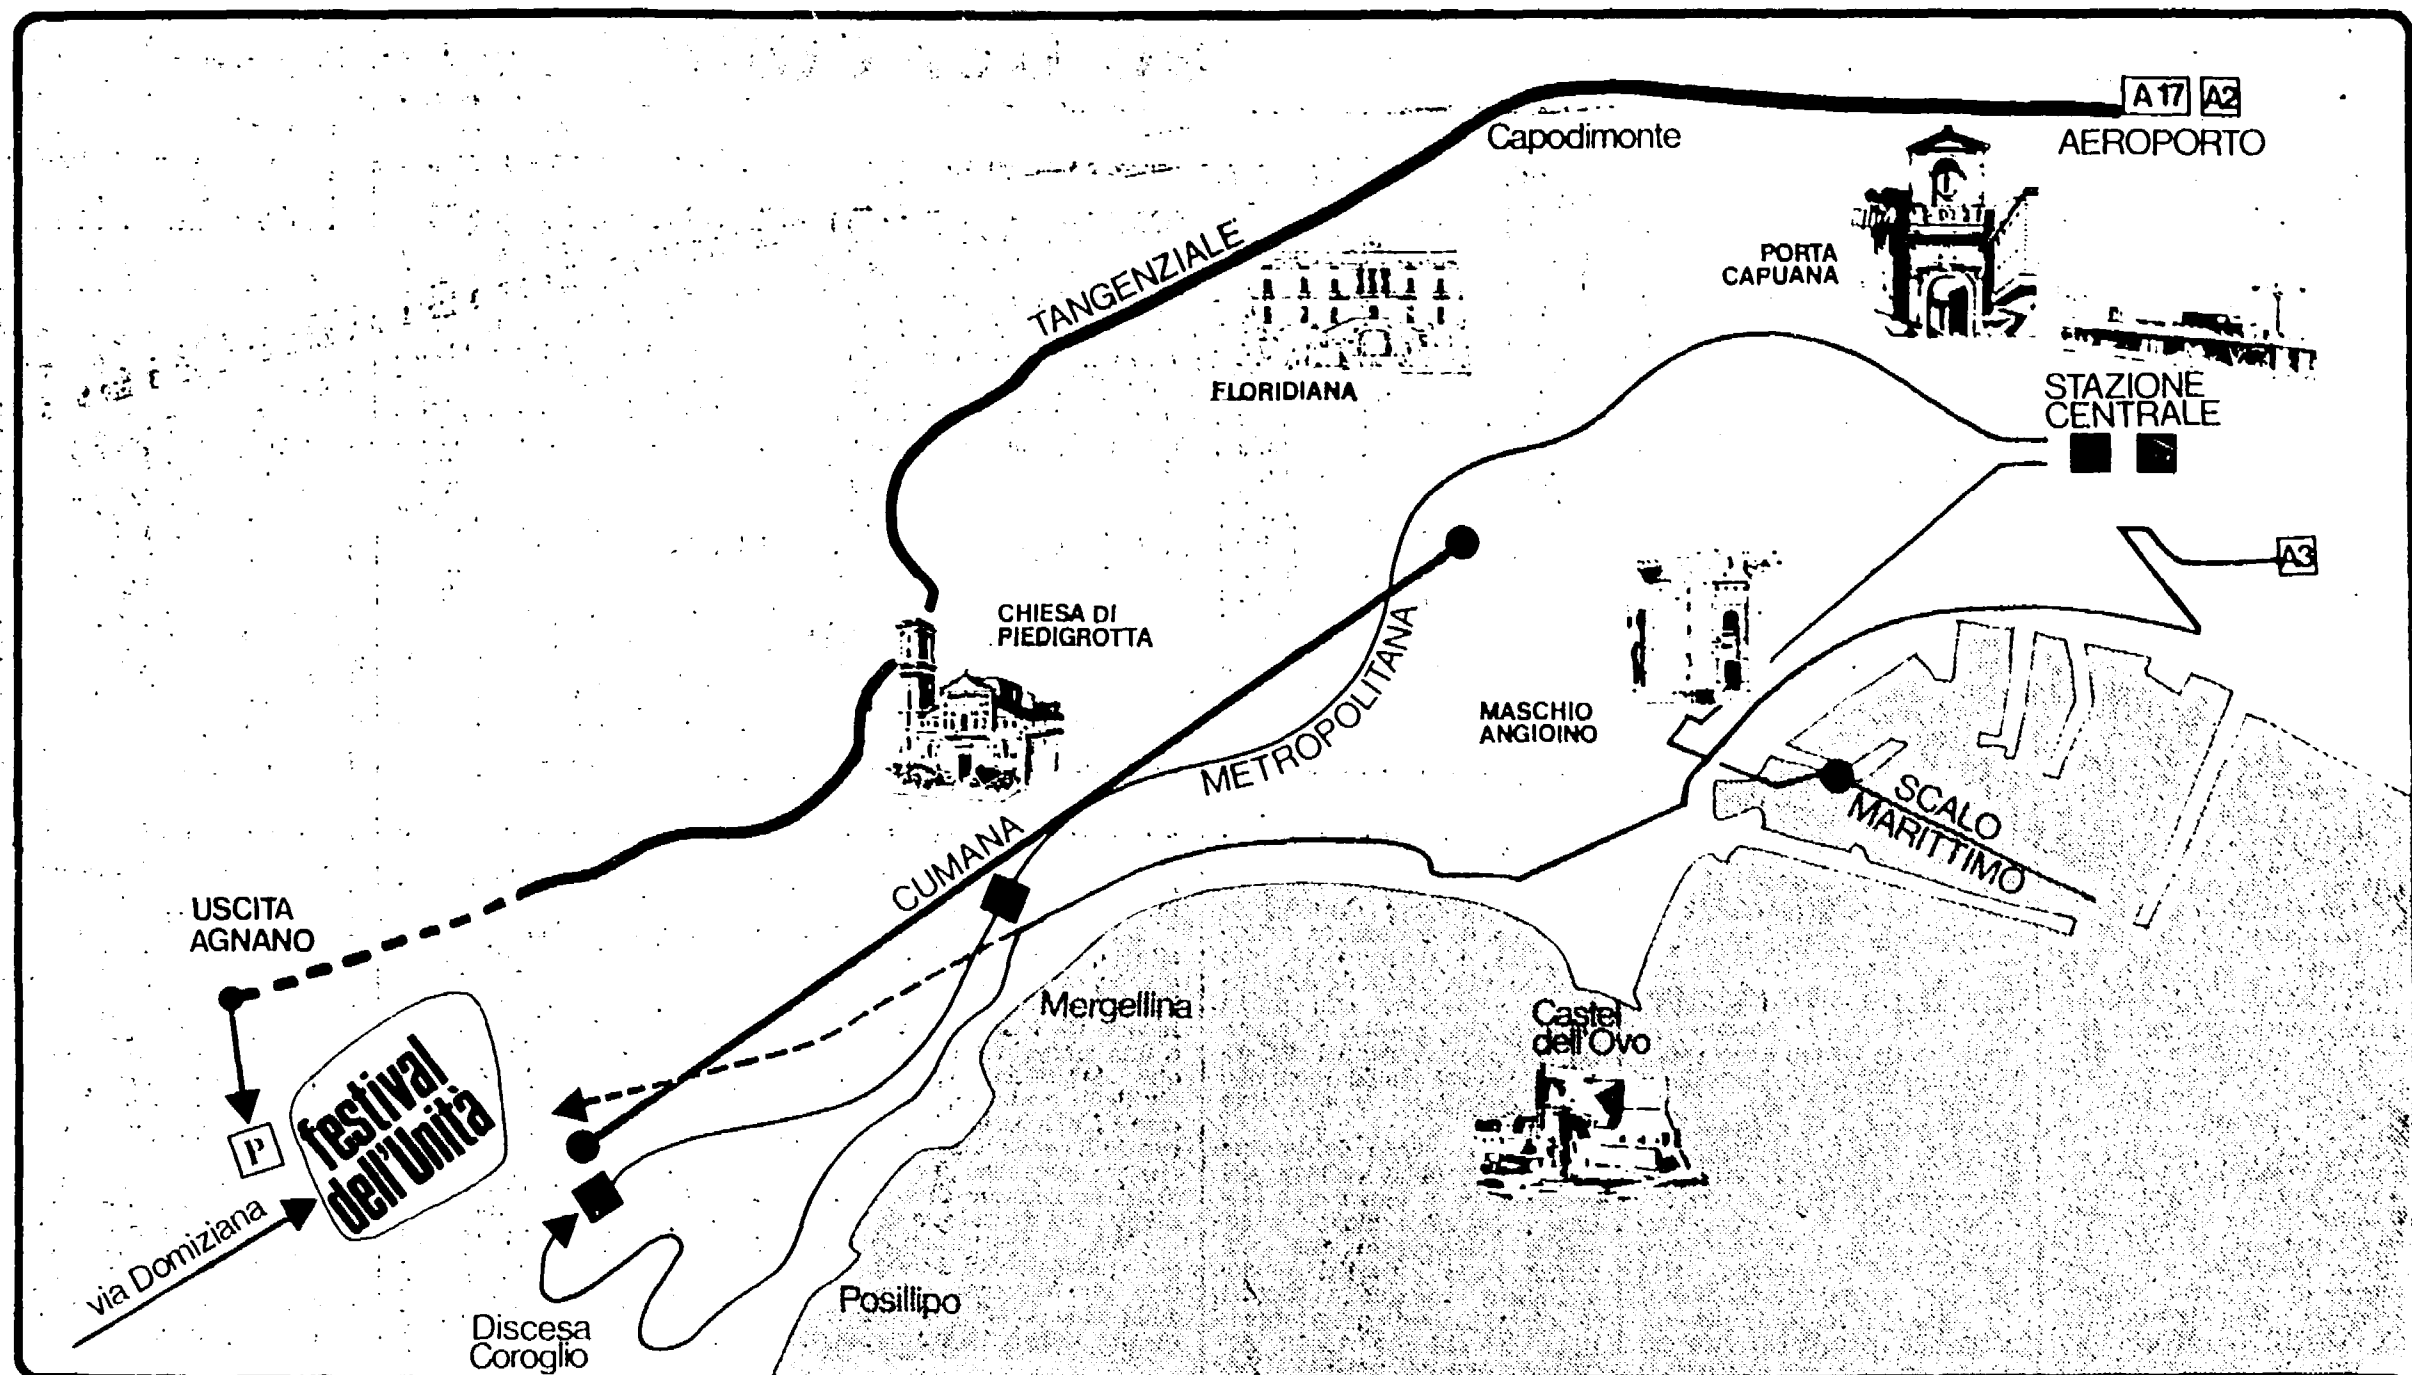 A 17 A2
AEROPORTO
Capodimonte
PORTA
CAPUANA
TANGENZIALE
FLORIDIANA
STAZIONE
CENTRALE
A3
CHIESA DI
PIEDIGROTTA
METROPOLITANA
MASCHIO
ANGIOINO
SCALO
MARITTIMO
CUMANA
USCITA
AGNANO
Mergellina
Castel
dell'Ovo
festival
dell'Unità
P
via Domiziana
Posillipo
Discesa
Coroglio